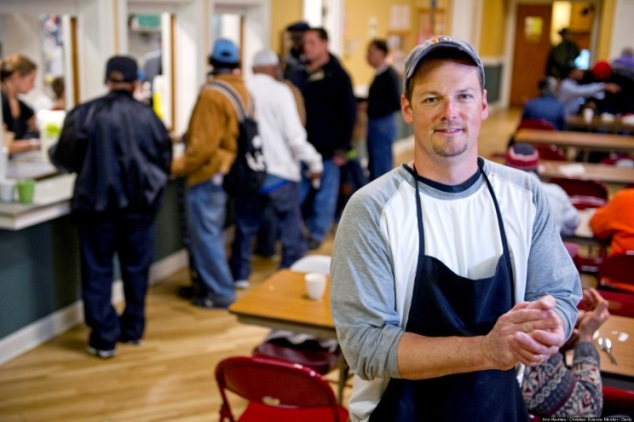 Ann Hermes / Christian Science Monitor / Getty